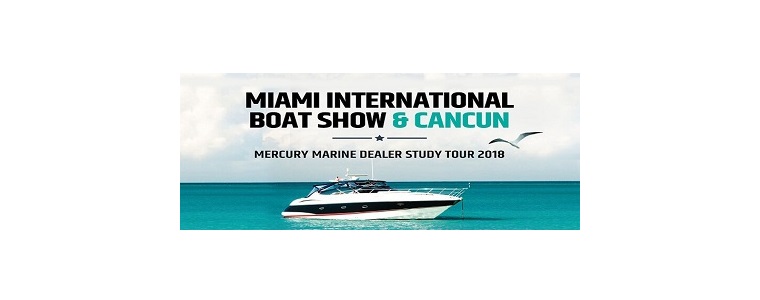 MIAMI INTERNATIONAL
BOAT SHOW & CANCUN
MERCURY MARINE DEALER STUDY TOUR 2018